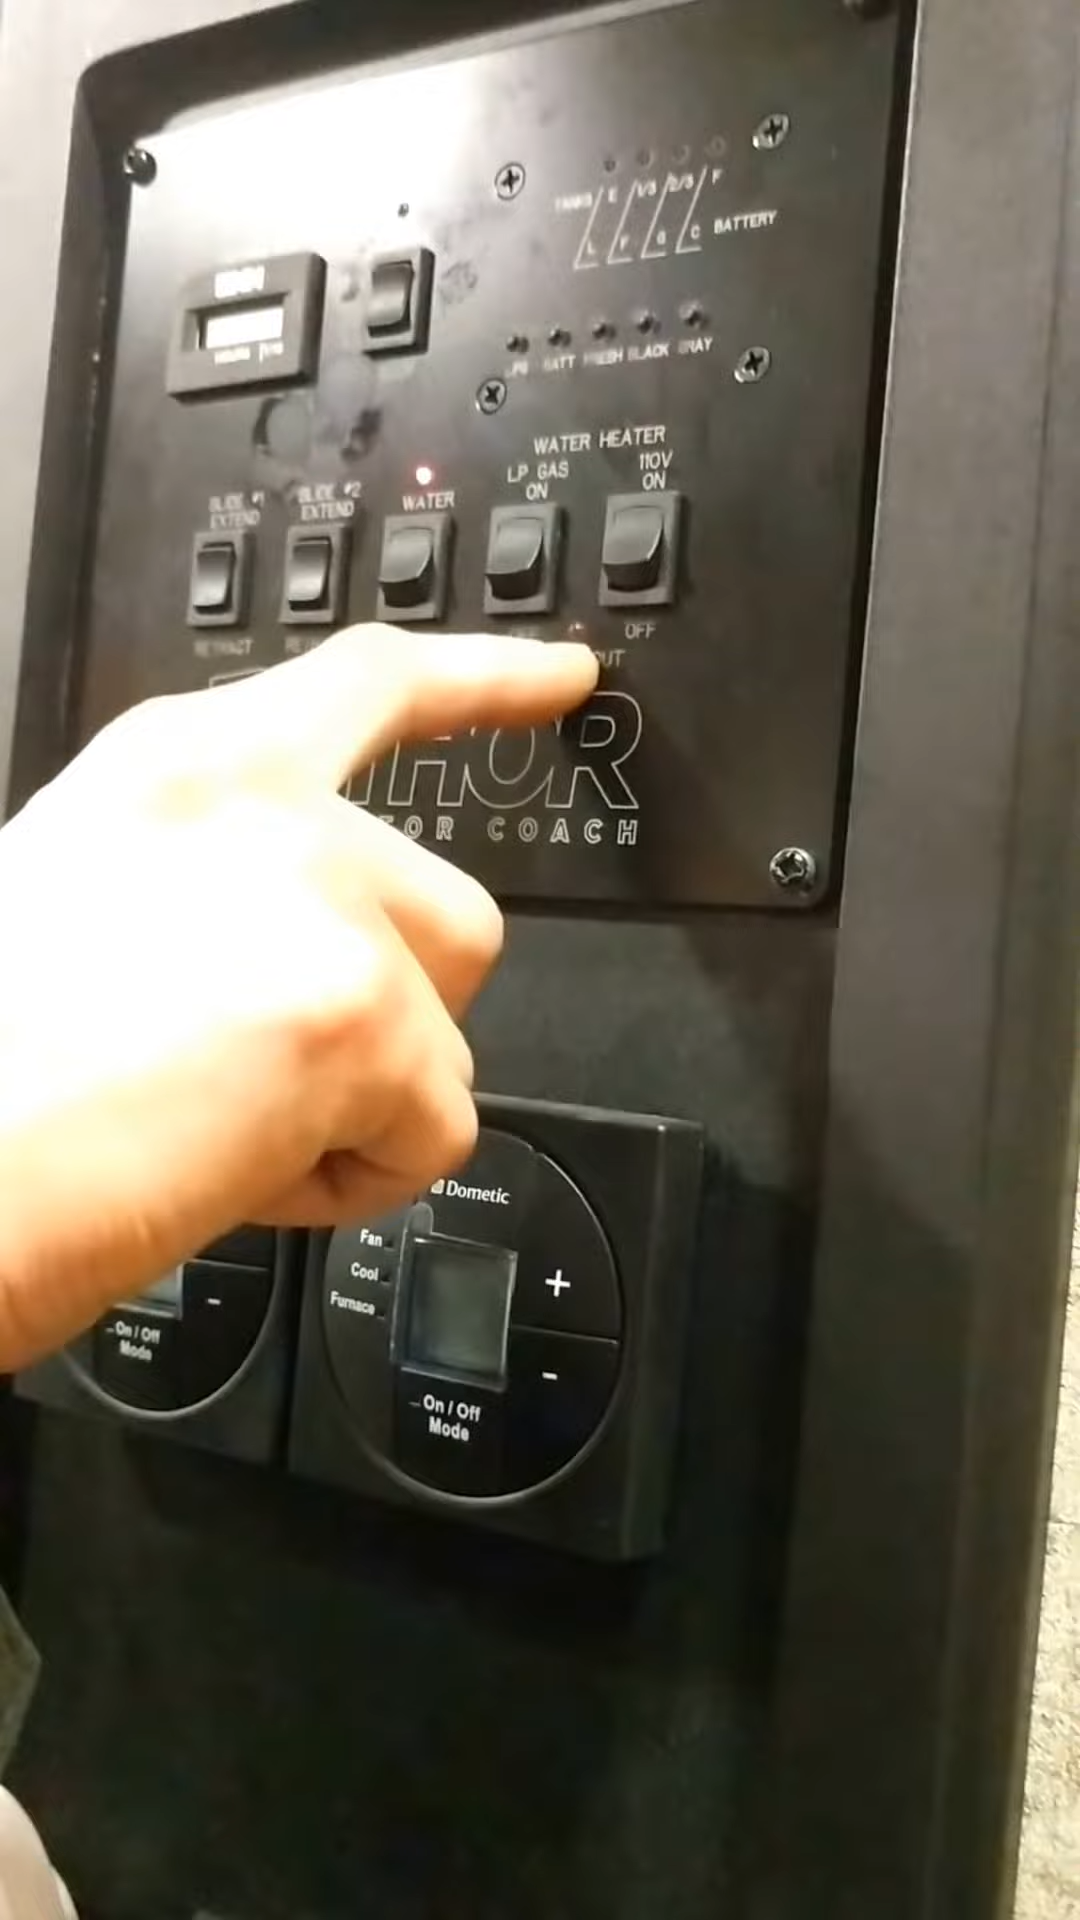 TANKS E 1/3 2/3 F
L F G C BATTERY
BATT FRESH BLACK GRAY
WATER HEATER
SLIDE #1
EXTEND
SLIDE #2
EXTEND
WATER
LP GAS
ON
110V
ON
RETRACT
OFF
THOR
COACH
Dometic
Fan
Cool
Furnace
+
-
On / Off
Mode
-
On / Off
Mode